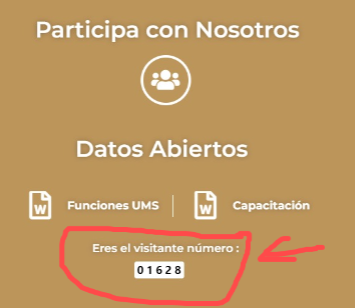 Participa con Nosotros
Datos Abiertos
Funciones UMS
Capacitación
Eres el visitante número :
01628